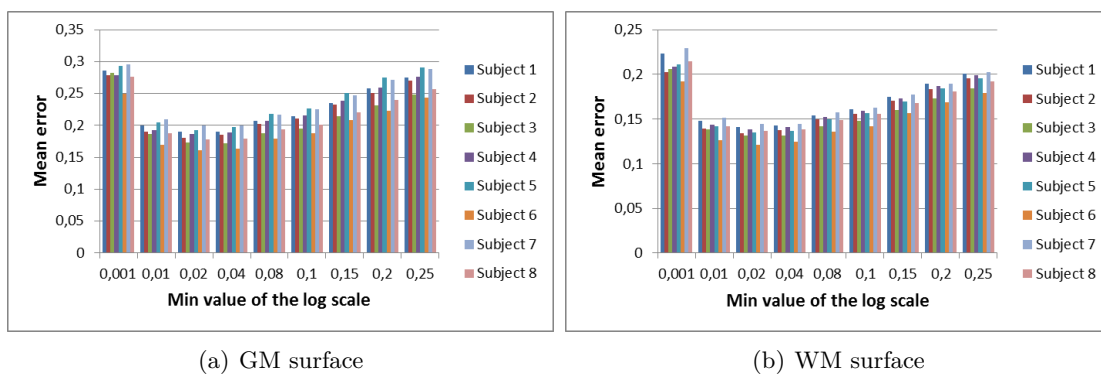 0,35
0,3
0,25
0,2
0,15
0,1
0,05
0
Mean error
0,001 0,01 0,02 0,04 0,08 0,1 0,15 0,2 0,25
Min value of the log scale
Subject 1
Subject 2
Subject 3
Subject 4
Subject 5
Subject 6
Subject 7
Subject 8
(a) GM surface
0,25
0,2
0,15
0,1
0,05
0
Mean error
0,001 0,01 0,02 0,04 0,08 0,1 0,15 0,2 0,25
Min value of the log scale
Subject 1
Subject 2
Subject 3
Subject 4
Subject 5
Subject 6
Subject 7
Subject 8
(b) WM surface